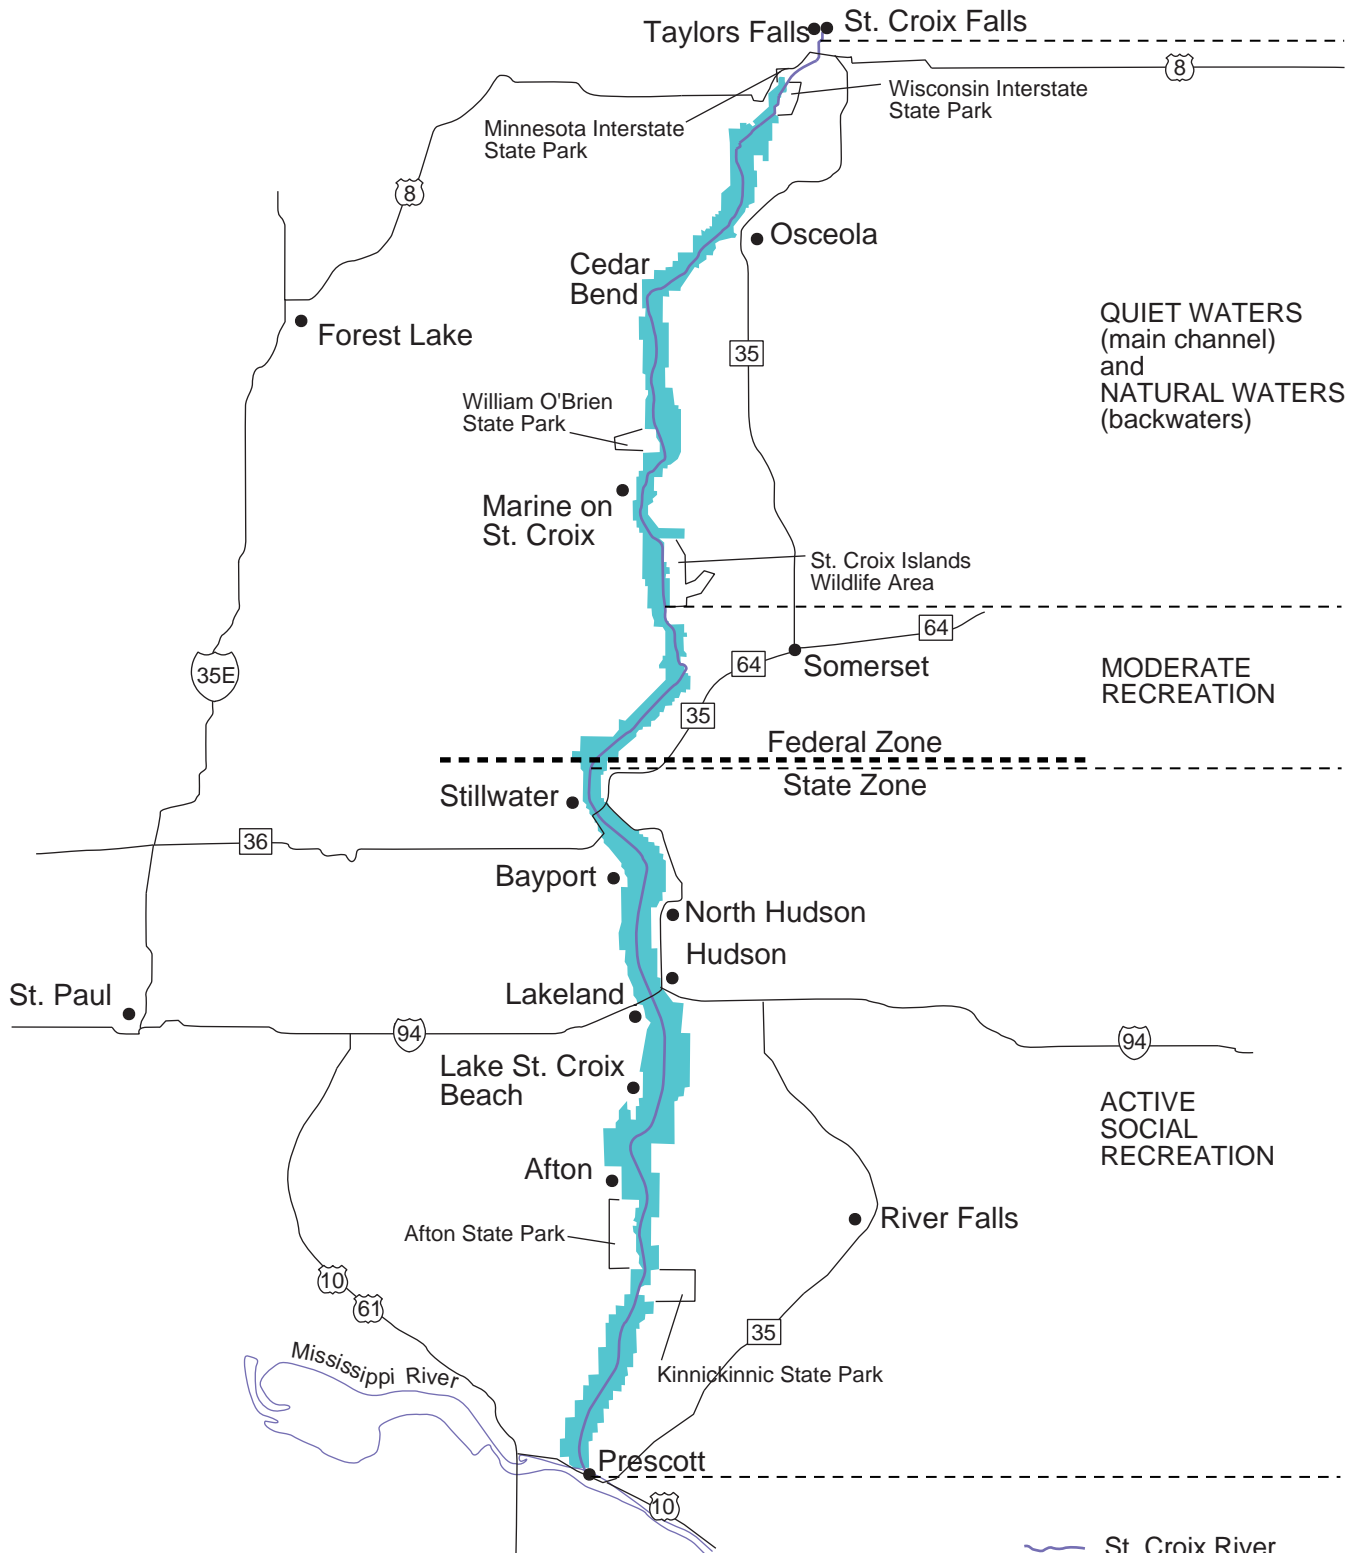 Taylors Falls
St. Croix Falls
8
Wisconsin Interstate
State Park
Minnesota Interstate
State Park
8
Osceola
Cedar
Bend
QUIET WATERS
(main channel)
and
NATURAL WATERS
(backwaters)
Forest Lake
35
William O'Brien
State Park
Marine on
St. Croix
St. Croix Islands
Wildlife Area
64
64
Somerset
35E
MODERATE
RECREATION
35
Federal Zone
State Zone
Stillwater
36
Bayport
North Hudson
Hudson
St. Paul
Lakeland
94
94
Lake St. Croix
Beach
ACTIVE
SOCIAL
RECREATION
Afton
River Falls
Afton State Park
10
61
35
Mississippi River
Kinnickinnic State Park
Prescott
10
St. Croix River